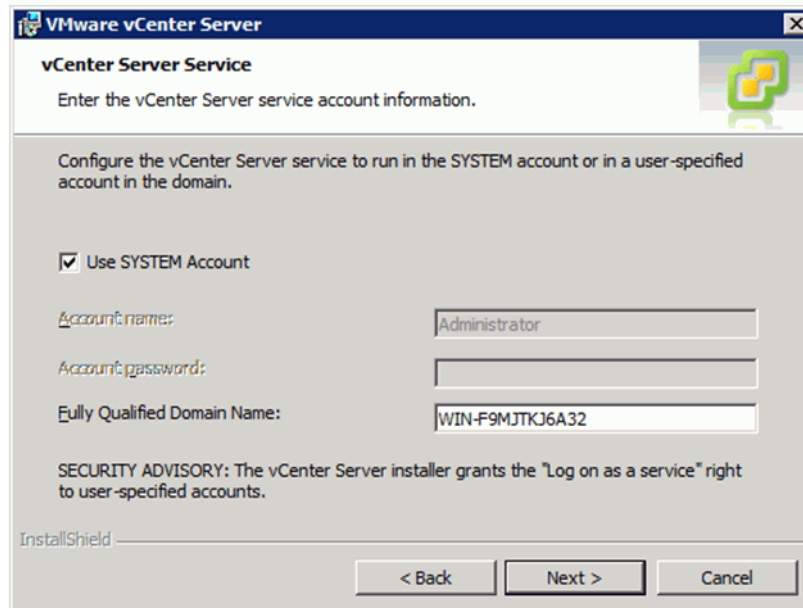 VMware vCenter Server
vCenter Server Service
Enter the vCenter Server service account information.
Configure the vCenter Server service to run in the SYSTEM account or in a user-specified
account in the domain.
Use SYSTEM Account
Account name:
Administrator
Account password:
Fully Qualified Domain Name:
WIN-F9MJTKJ6A32
SECURITY ADVISORY: The vCenter Server installer grants the "Log on as a service" right
to user-specified accounts.
InstallShield
< Back
Next >
Cancel